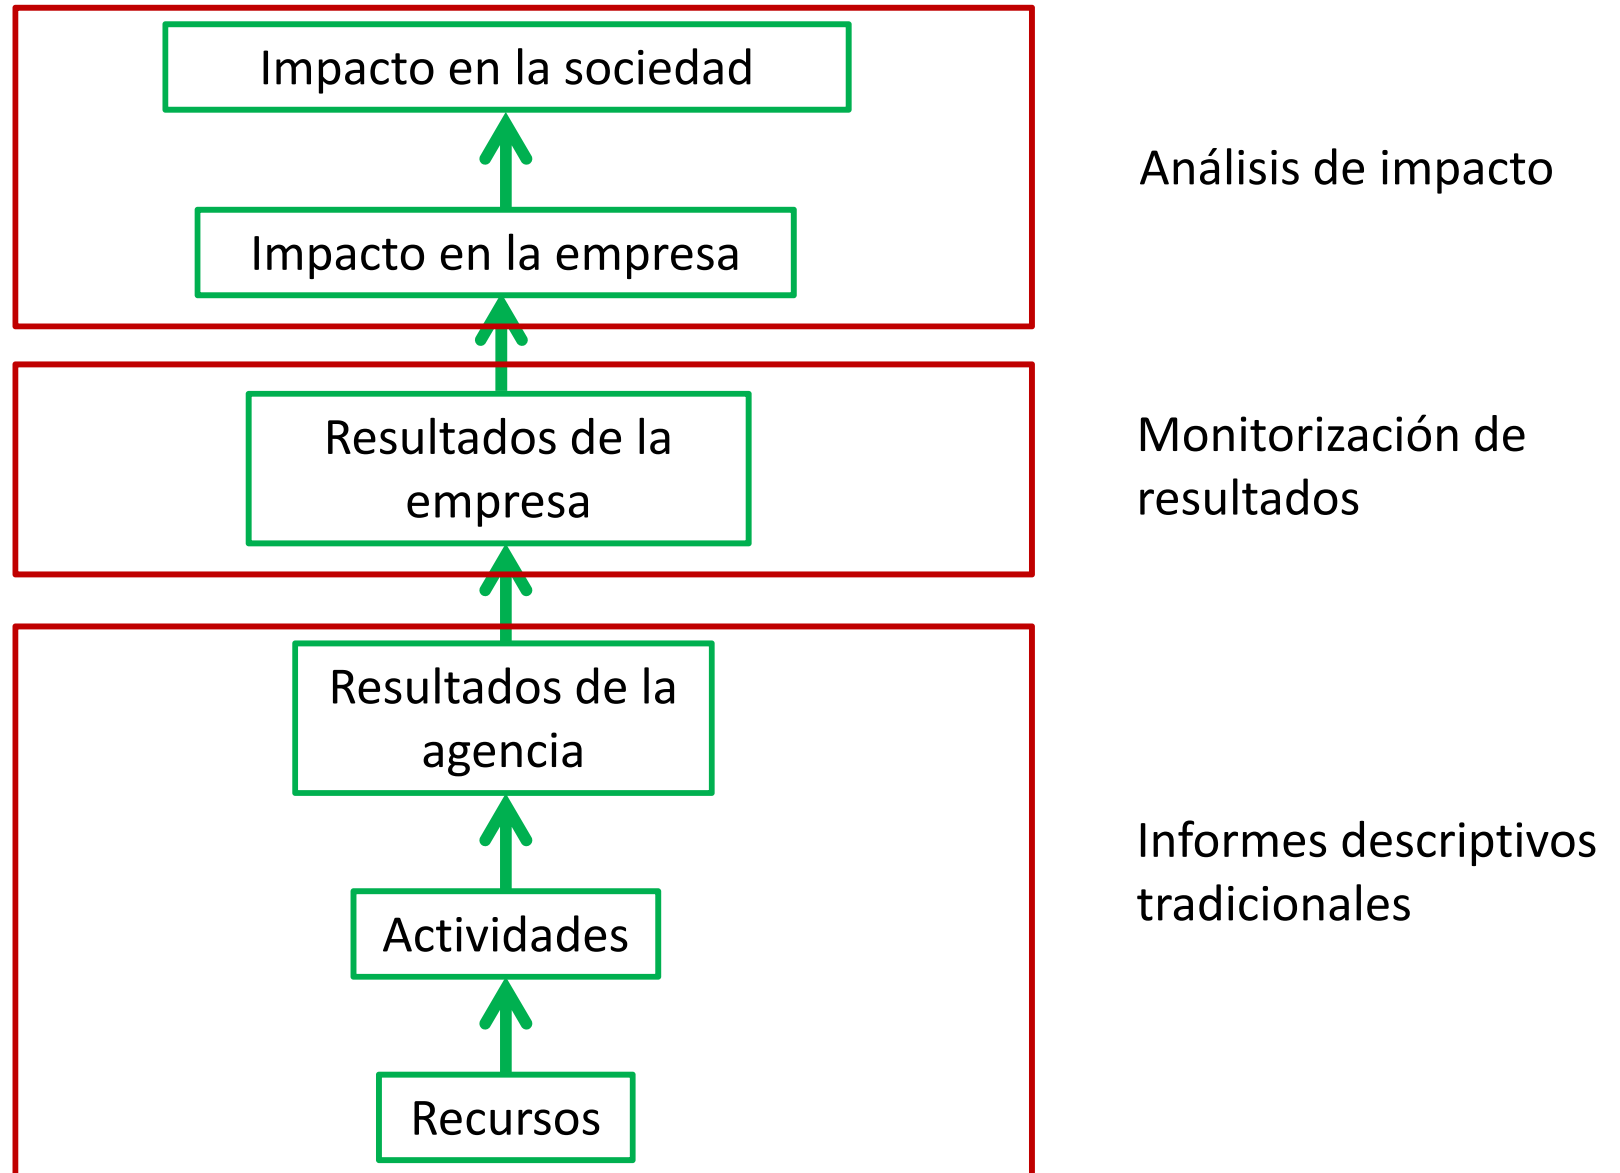 Impacto en la sociedad
Análisis de impacto
Impacto en la empresa
Resultados de la
empresa
Monitorización de
resultados
Resultados de la
agencia
Informes descriptivos
tradicionales
Actividades
Recursos